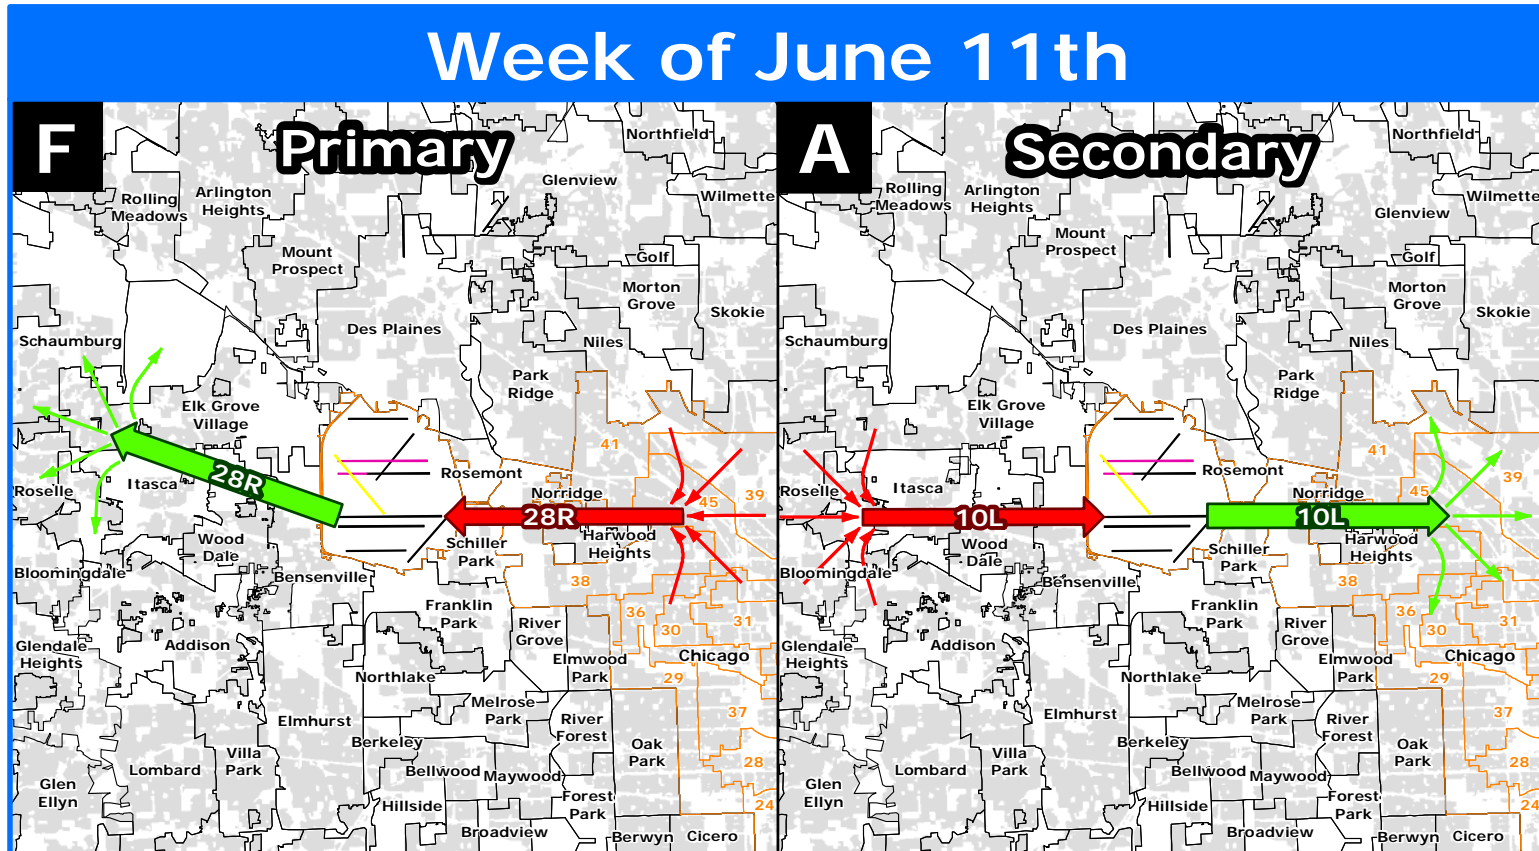 Week of June 11th
F
Primary
Northfield
Glenview
Wilmette
Rolling
Meadows
Arlington
Heights
Mount
Prospect
Golf
Morton
Grove
Skokie
Des Plaines
Schaumburg
Niles
Park
Ridge
Elk Grove
Village
41
Rosemont
28R
Itasca
Roselle
Norridge
45
39
28R
Harwood
Heights
Wood
Dale
Schiller
Park
Bloomingdale
Bensenville
38
Franklin
Park
36
30
31
River
Grove
Glendale
Heights
Addison
Chicago
Elmwood
Park
Northlake
29
Melrose
Park
Elmhurst
River
Forest
37
Berkeley
Oak
Park
Villa
Park
Lombard
Bellwood
Maywood
28
Glen
Ellyn
Hillside
Forest
Park
24
Broadview
Berwyn
Cicero
A
Secondary
Northfield
Rolling
Meadows
Arlington
Heights
Wilmette
Glenview
Mount
Prospect
Golf
Morton
Grove
Skokie
Des Plaines
Schaumburg
Niles
Park
Ridge
Elk Grove
Village
41
Rosemont
39
Roselle
Itasca
Norridge
45
10L
10L
Harwood
Heights
Wood
Dale
Schiller
Park
Bloomingdale
Bensenville
38
Franklin
Park
36
30
31
River
Grove
Glendale
Heights
Addison
Chicago
Elmwood
Park
Northlake
29
Melrose
Park
Elmhurst
River
Forest
37
Berkeley
Oak
Park
Villa
Park
Lombard
Bellwood
Maywood
28
Glen
Ellyn
Hillside
Forest
Park
24
Broadview
Berwyn
Cicero